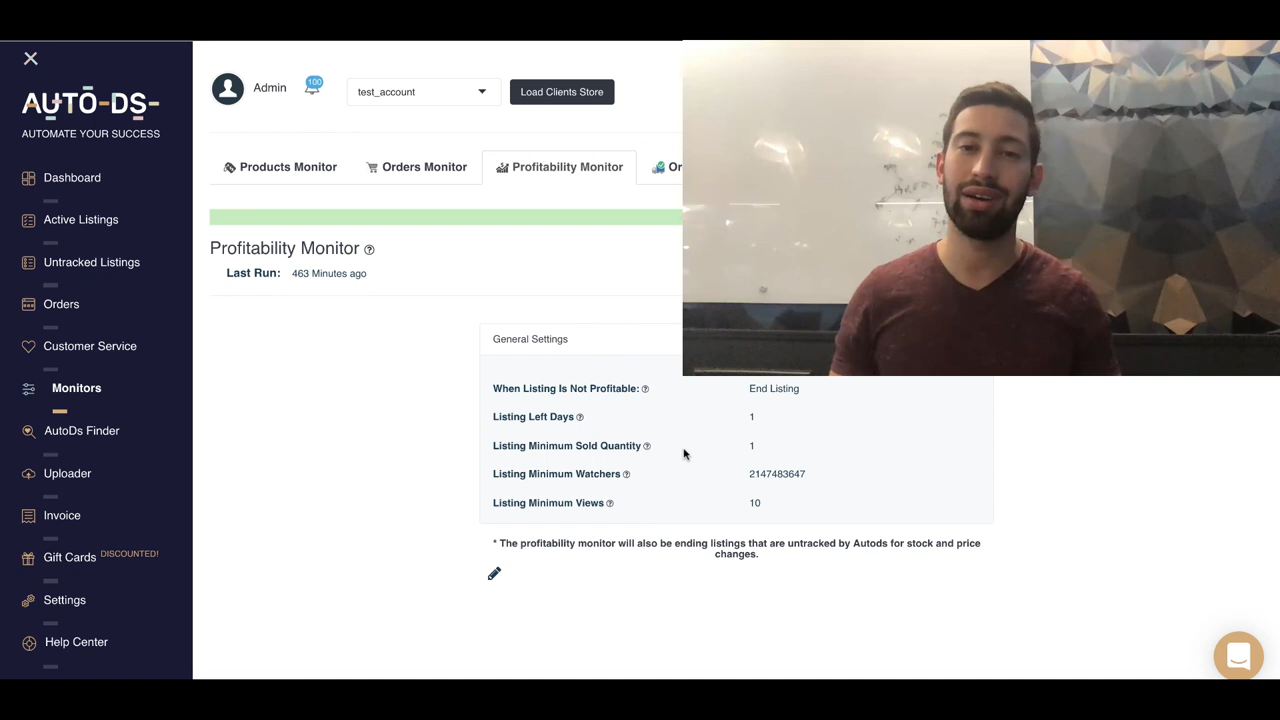 AUTO-DS-
AUTOMATE YOUR SUCCESS
Dashboard
Active Listings
Untracked Listings
Orders
Customer Service
Monitors
AutoDs Finder
Uploader
Invoice
Gift Cards DISCOUNTED!
Settings
Help Center
Admin
100
test_account
Load Clients Store
Products Monitor
Orders Monitor
Profitability Monitor
Or
Profitability Monitor ?
Last Run: 463 Minutes ago
General Settings
When Listing Is Not Profitable: ? End Listing
Listing Left Days ? 1
Listing Minimum Sold Quantity ? 1
Listing Minimum Watchers ? 2147483647
Listing Minimum Views ? 10
* The profitability monitor will also be ending listings that are untracked by Autods for stock and price
changes.